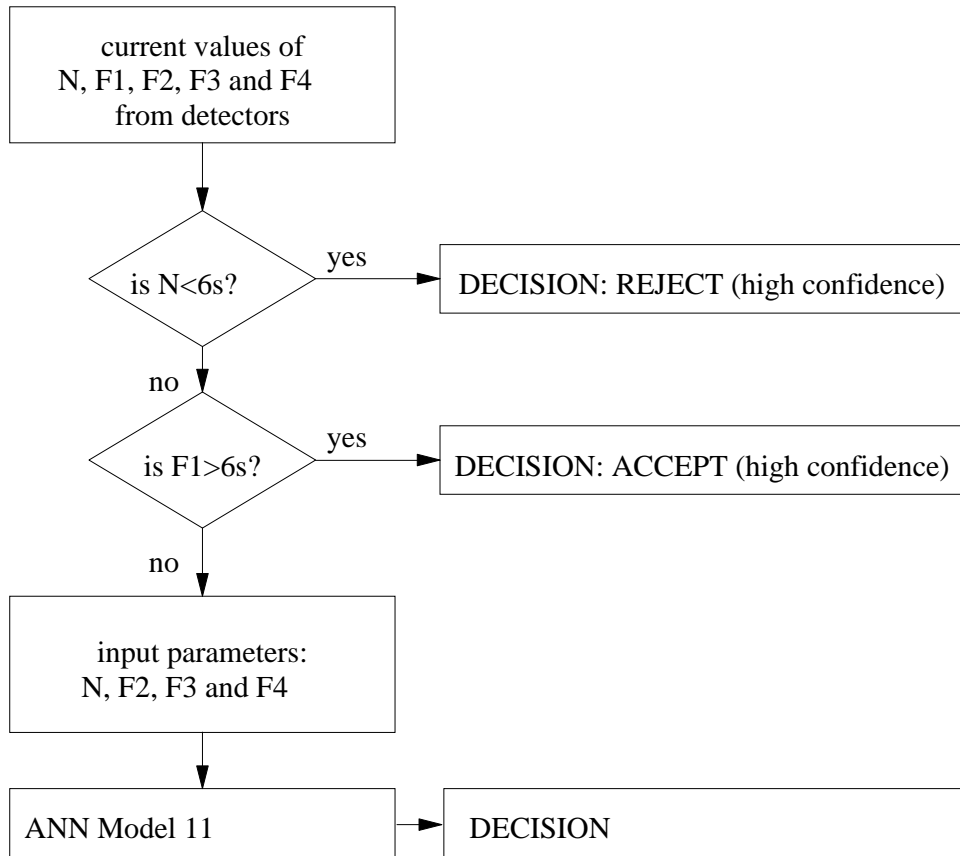 current values of
N, F1, F2, F3 and F4
from detectors
is N<6s?
yes
DECISION: REJECT (high confidence)
no
is F1>6s?
yes
DECISION: ACCEPT (high confidence)
no
input parameters:
N, F2, F3 and F4
ANN Model 11
DECISION